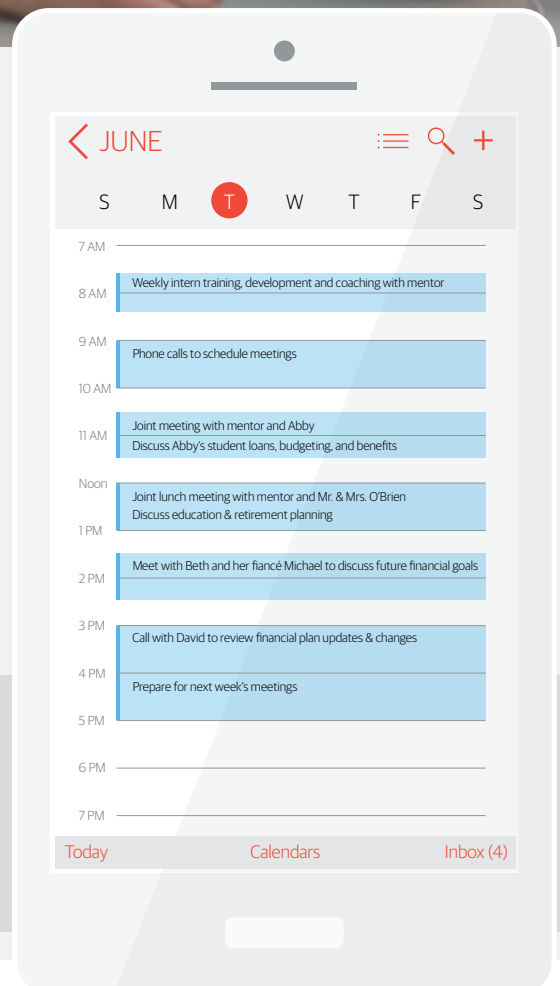 JUNE
S M T W T F S
7 AM
Weekly intern training, development and coaching with mentor
8 AM
9 AM
Phone calls to schedule meetings
10 AM
Joint meeting with mentor and Abby
11 AM
Discuss Abby's student loans, budgeting, and benefits
Noon
Joint lunch meeting with mentor and Mr. & Mrs. O'Brien
Discuss education & retirement planning
1 PM
Meet with Beth and her fiancé Michael to discuss future financial goals
2 PM
3 PM
Call with David to review financial plan updates & changes
4 PM
Prepare for next week's meetings
5 PM
6 PM
7 PM
Today Calendars Inbox (4)